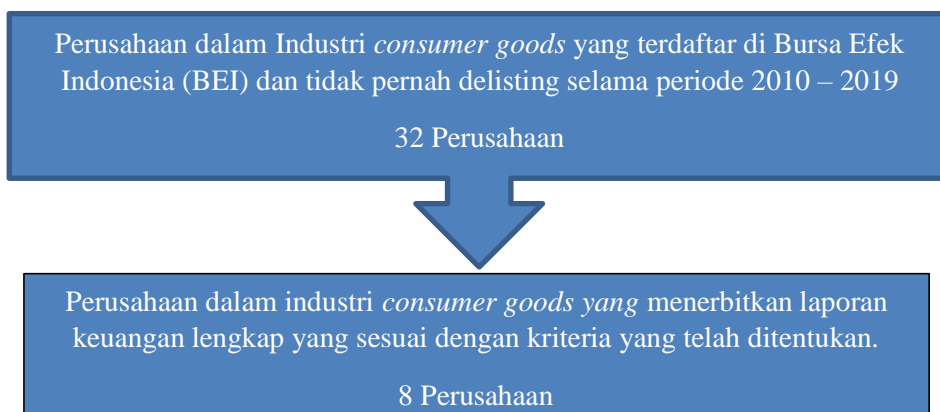 Perusahaan dalam Industri consumer goods yang terdaftar di Bursa Efek
Indonesia (BEI) dan tidak pernah delisting selama periode 2010 – 2019
32 Perusahaan
Perusahaan dalam industri consumer goods yang menerbitkan laporan
keuangan lengkap yang sesuai dengan kriteria yang telah ditentukan.
8 Perusahaan